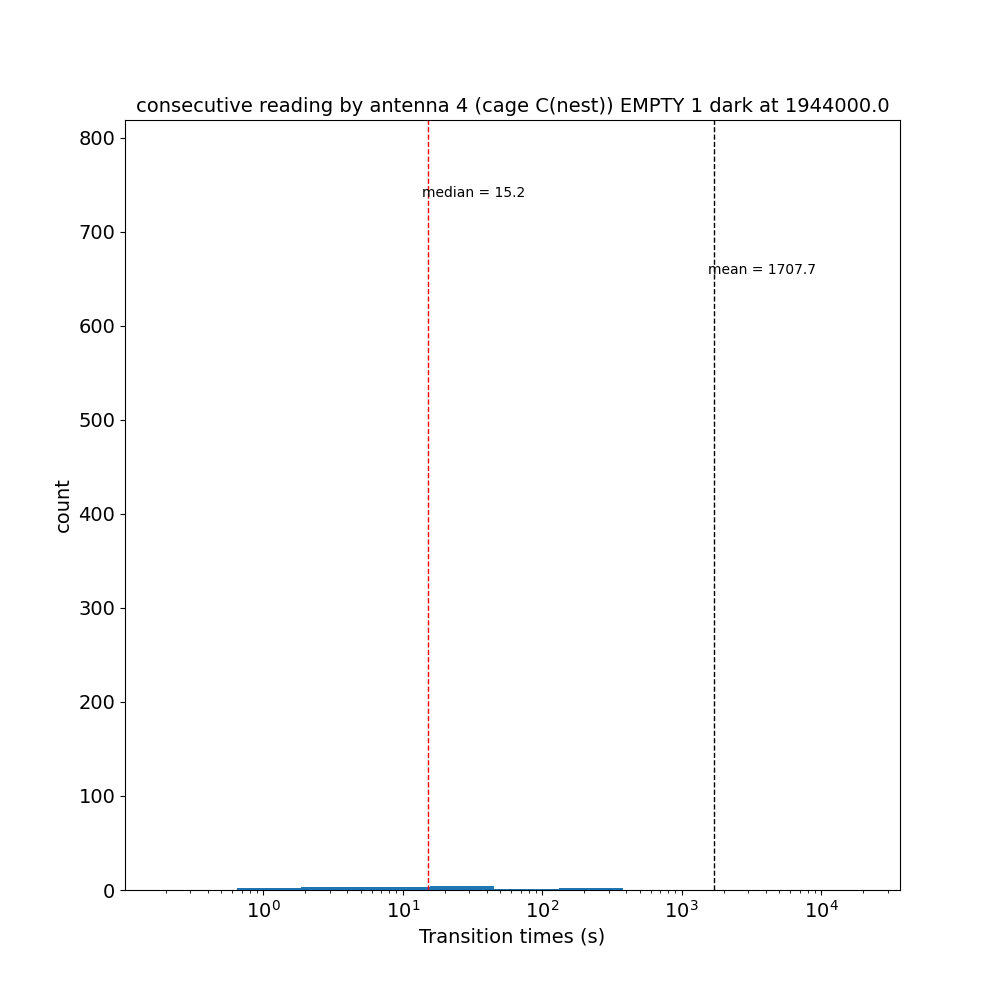 consecutive reading by antenna 4 (cage C(nest)) EMPTY 1 dark at 1944000.0
800
median = 15.2
700
mean = 1707.7
600
500
count
400
300
200
100
0
10⁰ 10¹ 10² 10³ 10⁴
Transition times (s)